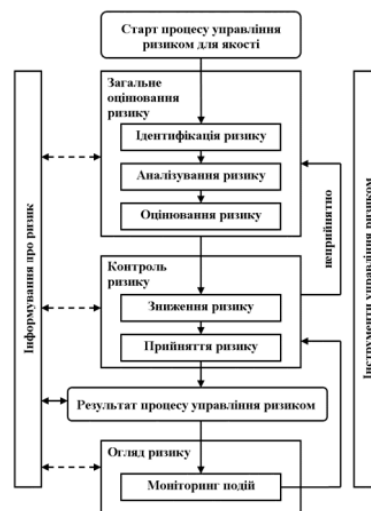 Старт процесу управління
ризиком для якості
Загальне
оцінювання
ризику
Ідентифікація ризику
Аналізування ризику
Оцінювання ризику
Контроль
ризику
Зниження ризику
Прийняття ризику
Результат процесу управління ризиком
Огляд ризику
Моніторинг подій
Інформування про ризик
неприйнятно
Інструменти управління ризиком